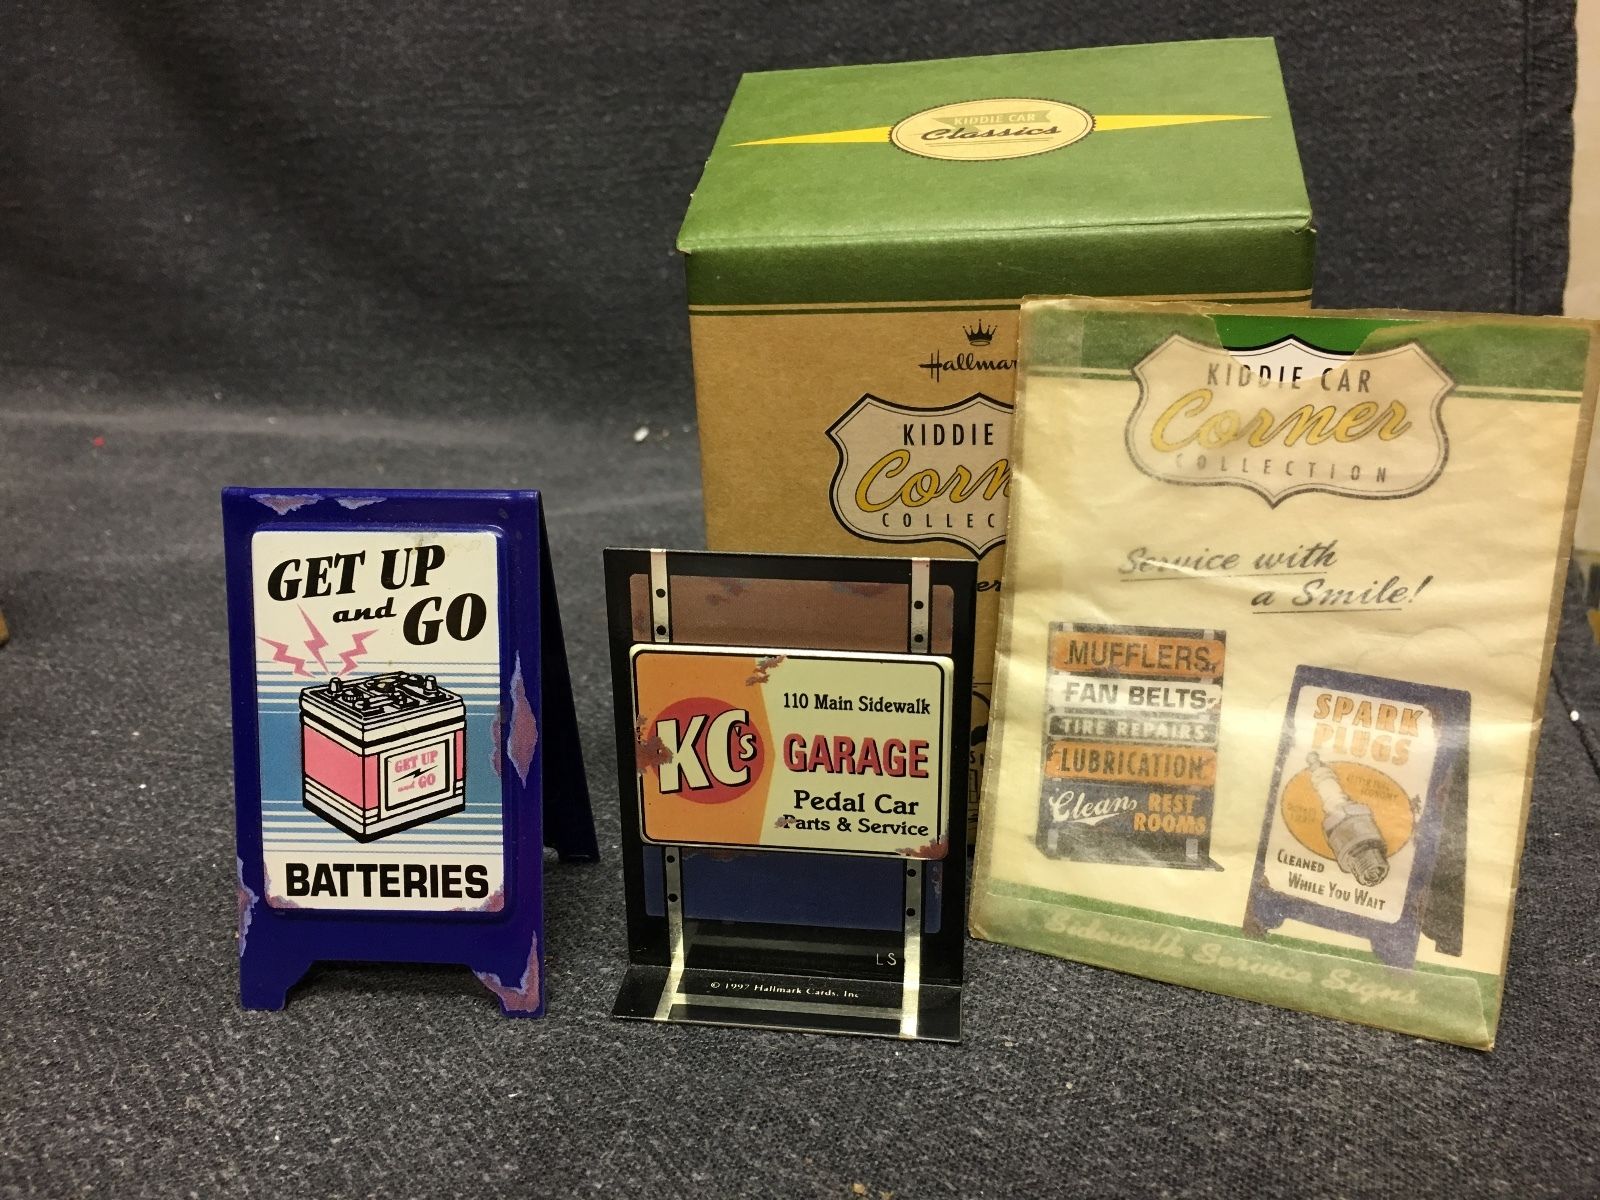 KIDDIE CAR
Classics
Hallmar
KIDDIE
Corn
COLLEC
GET UP
and GO
GET UP
and GO
BATTERIES
KC's
110 Main Sidewalk
GARAGE
Pedal Car
Parts & Service
LS
© 1997 Hallmark Cards, Inc
KIDDIE CAR
Corner
COLLECTION
Service with
a Smile!
MUFFLERS
FAN BELTS
TIRE REPAIRS
LUBRICATION
Clean REST
ROOMS
SPARK
PLUGS
CLEANED
WHILE YOU WAIT
Sidewalk Service Signs